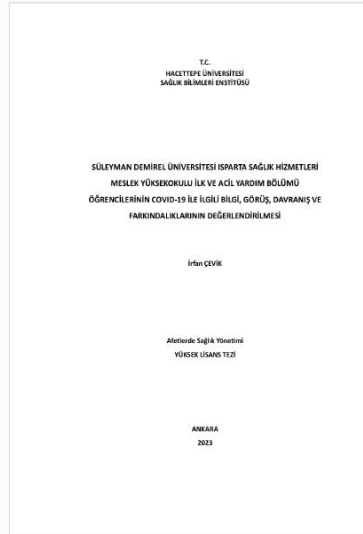 T.C.
HACETTEPE ÜNİVERSİTESİ
SAĞLIK BİLİMLERİ ENSTİTÜSÜ
SÜLEYMAN DEMİREL ÜNİVERSİTESİ ISPARTA SAĞLIK HİZMETLERİ
MESLEK YÜKSEKOKULU İLK VE ACİL YARDIM BÖLÜMÜ
ÖĞRENCİLERİNİN COVID-19 İLE İLGİLİ BİLGİ, GÖRÜŞ, DAVRANIŞ VE
FARKINDALIKLARININ DEĞERLENDİRİLMESİ
İrfan ÇEVİK
Afetlerde Sağlık Yönetimi
YÜKSEK LİSANS TEZİ
ANKARA
2023